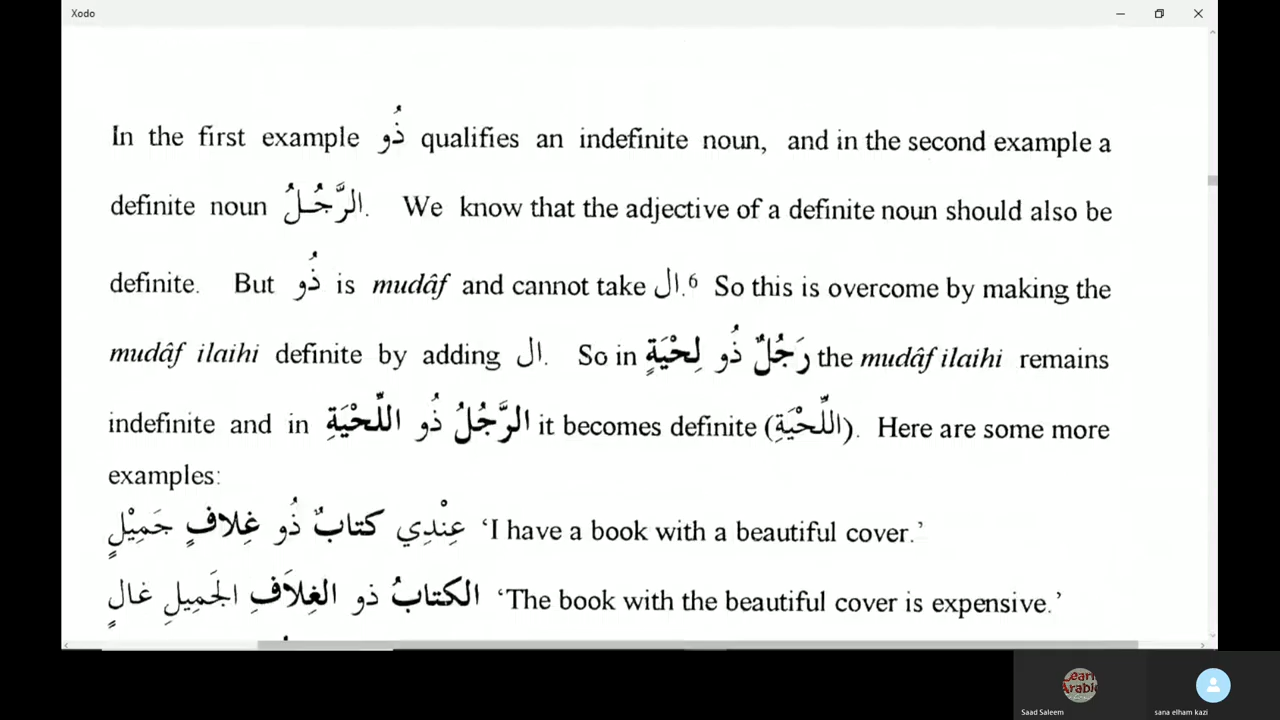 Xodo
In the first example ذُو qualifies an indefinite noun, and in the second example a
definite noun الرَّجُلُ. We know that the adjective of a definite noun should also be
definite. But ذُو is mudâf and cannot take ال.⁶ So this is overcome by making the
mudâf ilaihi definite by adding ال. So in رَجُلٌ ذُو لِحْيَةٍ the mudâf ilaihi remains
indefinite and in الرَّجُلُ ذُو اللِّحْيَةِ it becomes definite (اللِّحْيَةِ). Here are some more
examples:
عِنْدِي كتابٌ ذُو غِلافٍ جَمِيْلٍ ‘I have a book with a beautiful cover.’
الكتابُ ذو الغِلاَفِ الجَمِيلِ غالٍ ‘The book with the beautiful cover is expensive.’
Learn Arabic
Saad Saleem
sana elham kazi